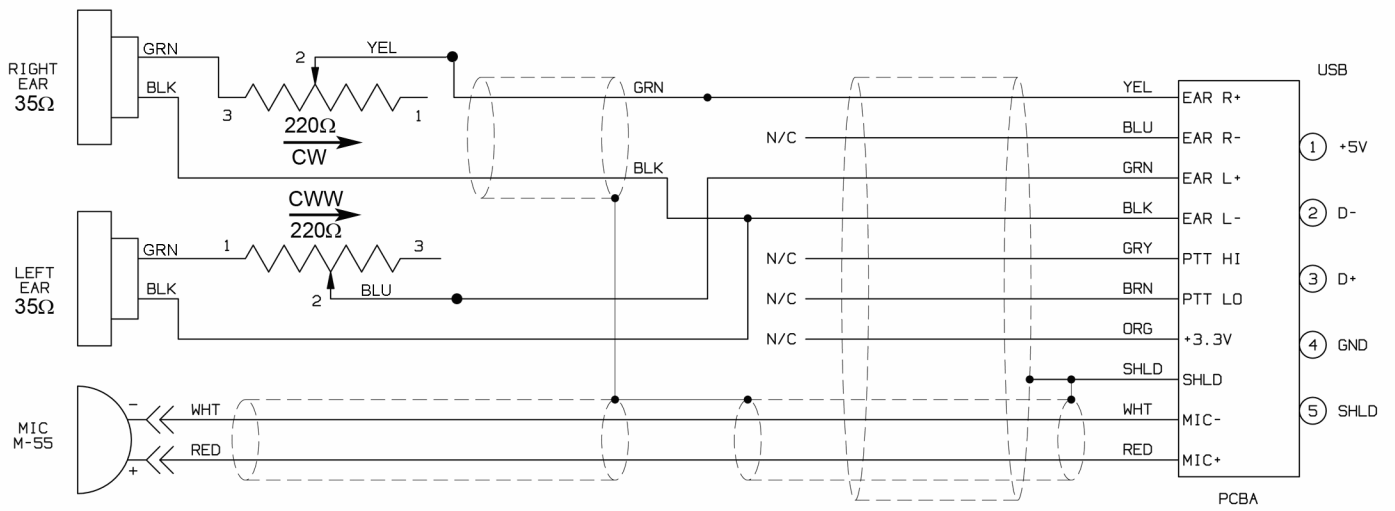 RIGHT
EAR
35Ω
GRN
BLK
2
YEL
3
1
220Ω
CW
GRN
BLK
YEL
BLU
GRN
BLK
GRY
BRN
ORG
SHLD
WHT
RED
N/C
N/C
N/C
N/C
EAR R+
EAR R-
EAR L+
EAR L-
PTT HI
PTT LO
+3.3V
SHLD
MIC-
MIC+
USB
1 +5V
2 D-
3 D+
4 GND
5 SHLD
PCBA
LEFT
EAR
35Ω
GRN
BLK
CWW
220Ω
1
3
2
BLU
MIC
M-55
-
+
WHT
RED